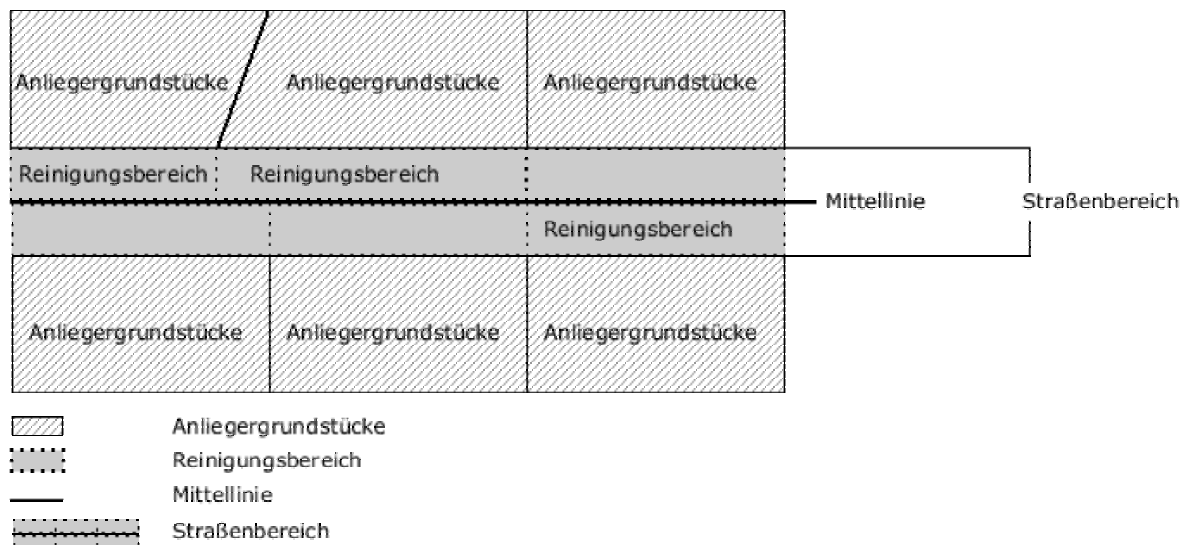 Anliegergrundstücke Anliegergrundstücke Anliegergrundstücke
Reinigungsbereich Reinigungsbereich
Mittellinie Straßenbereich
Reinigungsbereich
Anliegergrundstücke Anliegergrundstücke Anliegergrundstücke
Anliegergrundstücke
Reinigungsbereich
Mittellinie
Straßenbereich